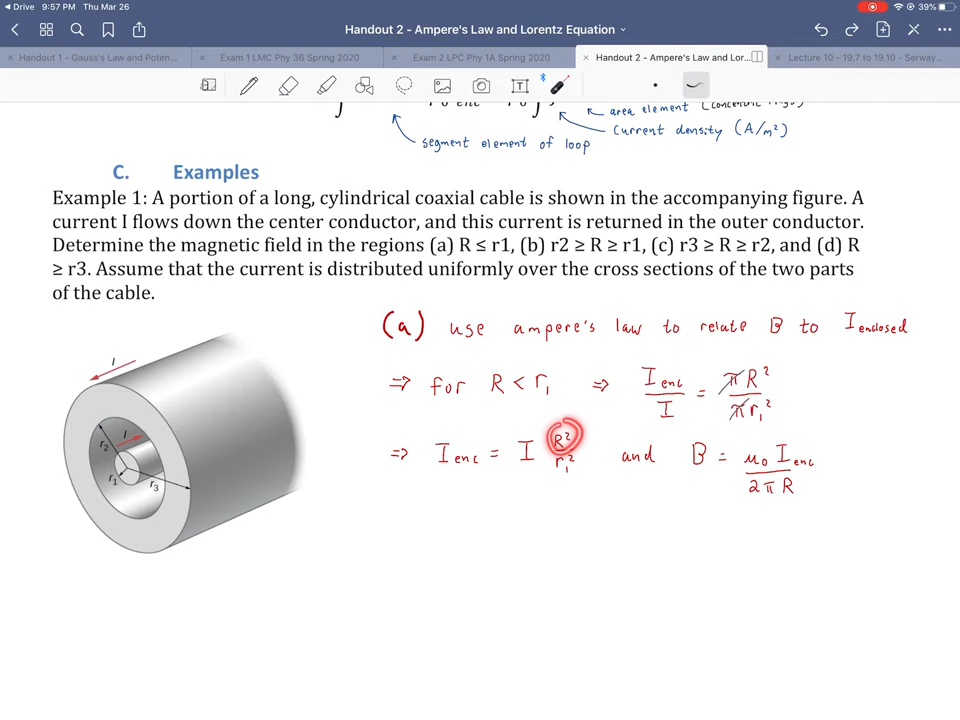 Drive 9:57 PM Thu Mar 26 39%
Handout 2 - Ampere's Law and Lorentz Equation
Handout 1 - Gauss's Law and Poten... Exam 1 LMC Phy 36 Spring 2020 Exam 2 LPC Phy 1A Spring 2020 Handout 2 - Ampere's Law and Lor... Lecture 10 - 19.7 to 19.10 - Serway...
area element
Current density (A/m²)
segment element of loop
C. Examples
Example 1: A portion of a long, cylindrical coaxial cable is shown in the accompanying figure. A
current I flows down the center conductor, and this current is returned in the outer conductor.
Determine the magnetic field in the regions (a) R ≤ r1, (b) r2 ≥ R ≥ r1, (c) r3 ≥ R ≥ r2, and (d) R
≥ r3. Assume that the current is distributed uniformly over the cross sections of the two parts
of the cable.
(a) use ampere's law to relate B to I enclosed
⇒ for R < r₁ ⇒ I enc / I = πR² / πr₁²
⇒ I enc = I R² / r₁² and B = μ₀ I enc / 2πR
I
I
r₂
r₁
r₃